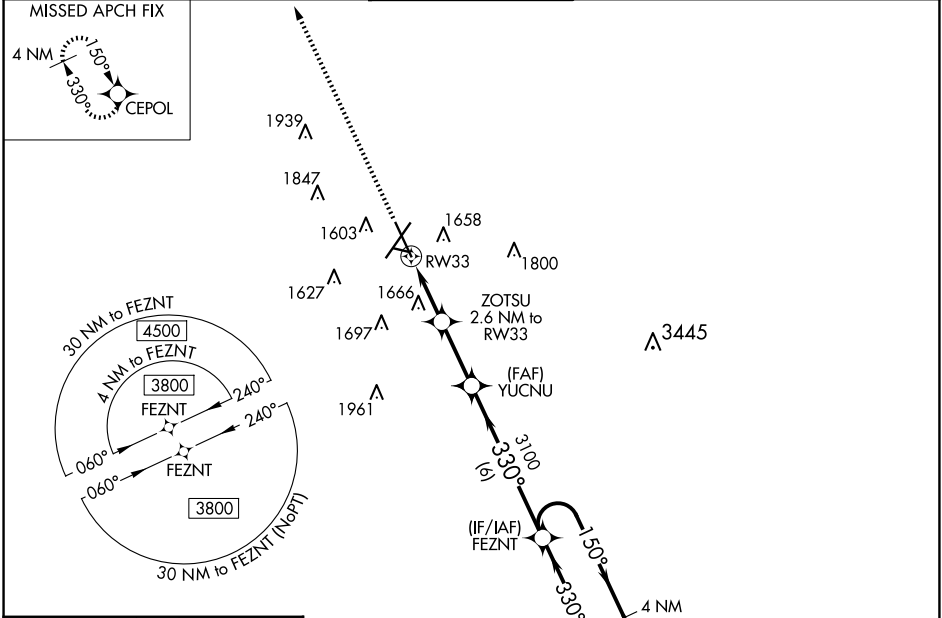 MISSED APCH FIX
4 NM
150°
330°
CEPOL
1939
1847
1603
1658
RW33
1800
1627
1666
ZOTSU
2.6 NM to
RW33
1697
3445
(FAF)
YUCNU
1961
30 NM to FEZNT
4500
4 NM to FEZNT
3800
FEZNT
240°
060°
240°
060°
FEZNT
3800
30 NM to FEZNT (NoPT)
3100
330°
(6)
(IF/IAF)
FEZNT
150°
330°
4 NM